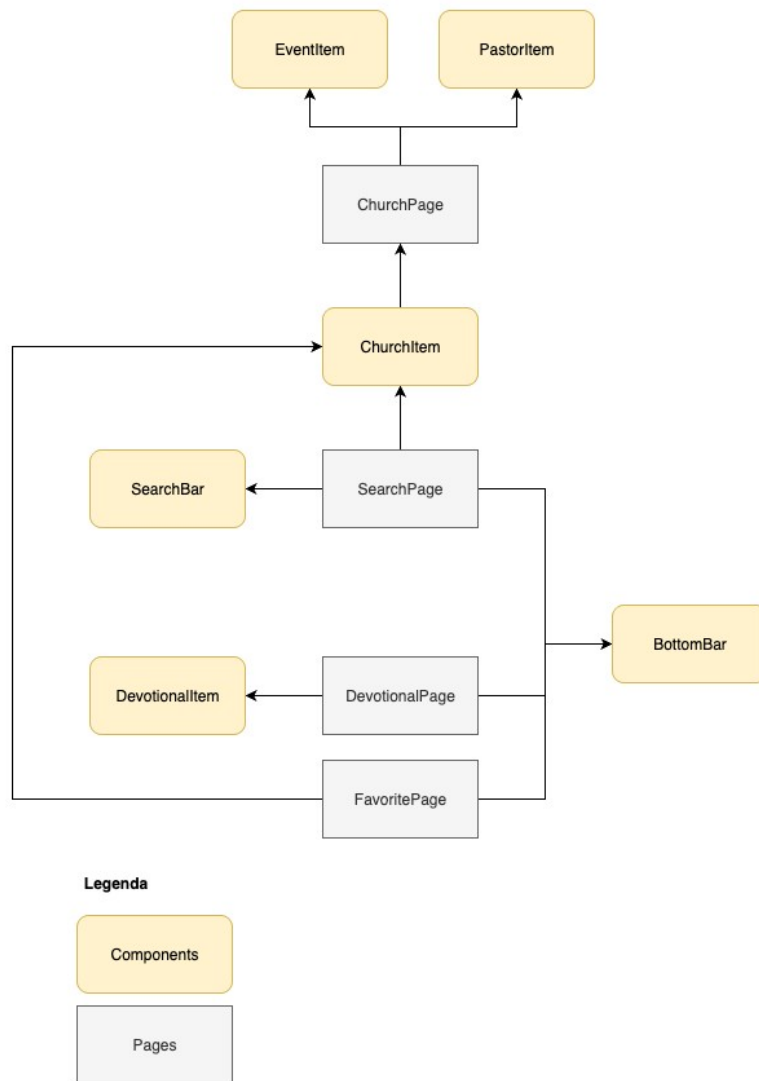 EventItem
PastorItem
ChurchPage
ChurchItem
SearchBar
SearchPage
BottomBar
DevotionalItem
DevotionalPage
FavoritePage
Legenda
Components
Pages